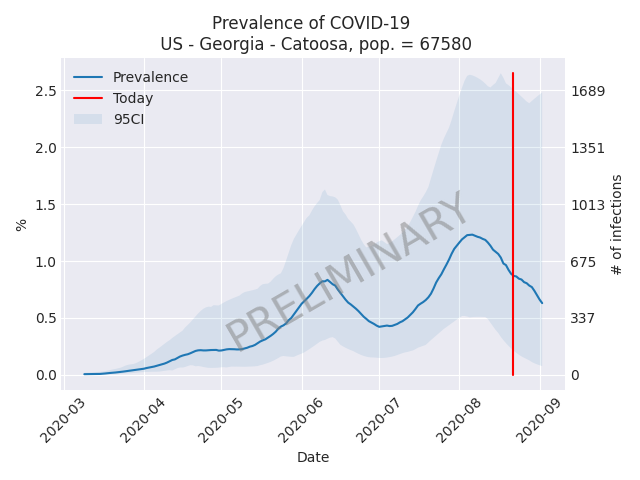 Prevalence of COVID-19
US - Georgia - Catoosa, pop. = 67580
Prevalence
Today
95CI
PRELIMINARY
%
2.5
2.0
1.5
1.0
0.5
0.0
1689
1351
1013
675
337
0
# of infections
2020-03
2020-04
2020-05
2020-06
2020-07
2020-08
2020-09
Date